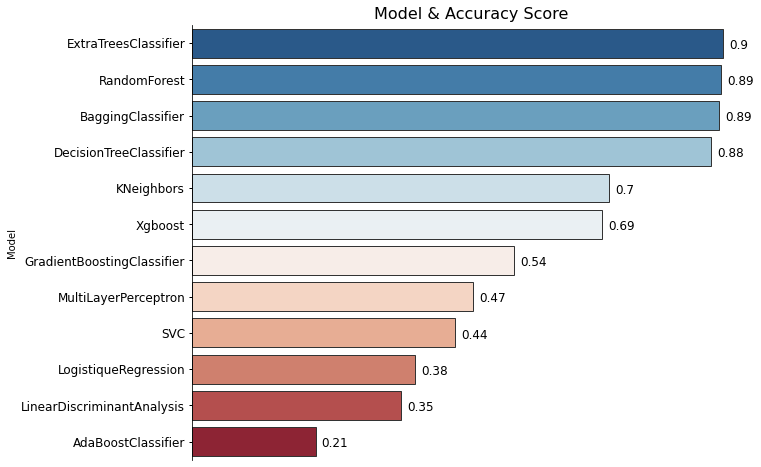 Model & Accuracy Score
ExtraTreesClassifier 0.9
RandomForest 0.89
BaggingClassifier 0.89
DecisionTreeClassifier 0.88
KNeighbors 0.7
Xgboost 0.69
Model
GradientBoostingClassifier 0.54
MultiLayerPerceptron 0.47
SVC 0.44
LogistiqueRegression 0.38
LinearDiscriminantAnalysis 0.35
AdaBoostClassifier 0.21